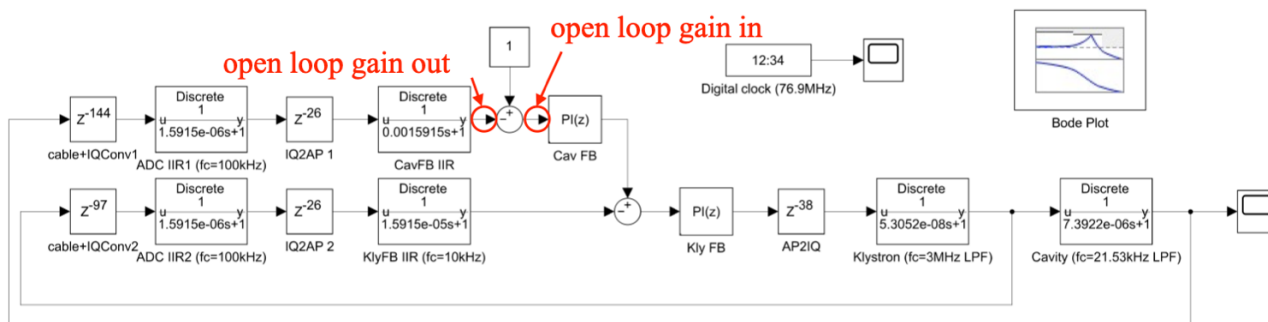 open loop gain in
open loop gain out
1
12:34
Digital clock (76.9MHz)
Bode Plot
z-144
cable+IQConv1
Discrete
1
u y
1.5915e-06s+1
ADC IIR1 (fc=100kHz)
z-26
IQ2AP 1
Discrete
1
u y
0.0015915s+1
CavFB IIR
− +
PI(z)
Cav FB
z-97
cable+IQConv2
Discrete
1
u y
1.5915e-06s+1
ADC IIR2 (fc=100kHz)
z-26
IQ2AP 2
Discrete
1
u y
1.5915e-05s+1
KlyFB IIR (fc=10kHz)
− +
PI(z)
Kly FB
z-38
AP2IQ
Discrete
1
u y
5.3052e-08s+1
Klystron (fc=3MHz LPF)
Discrete
1
u y
7.3922e-06s+1
Cavity (fc=21.53kHz LPF)